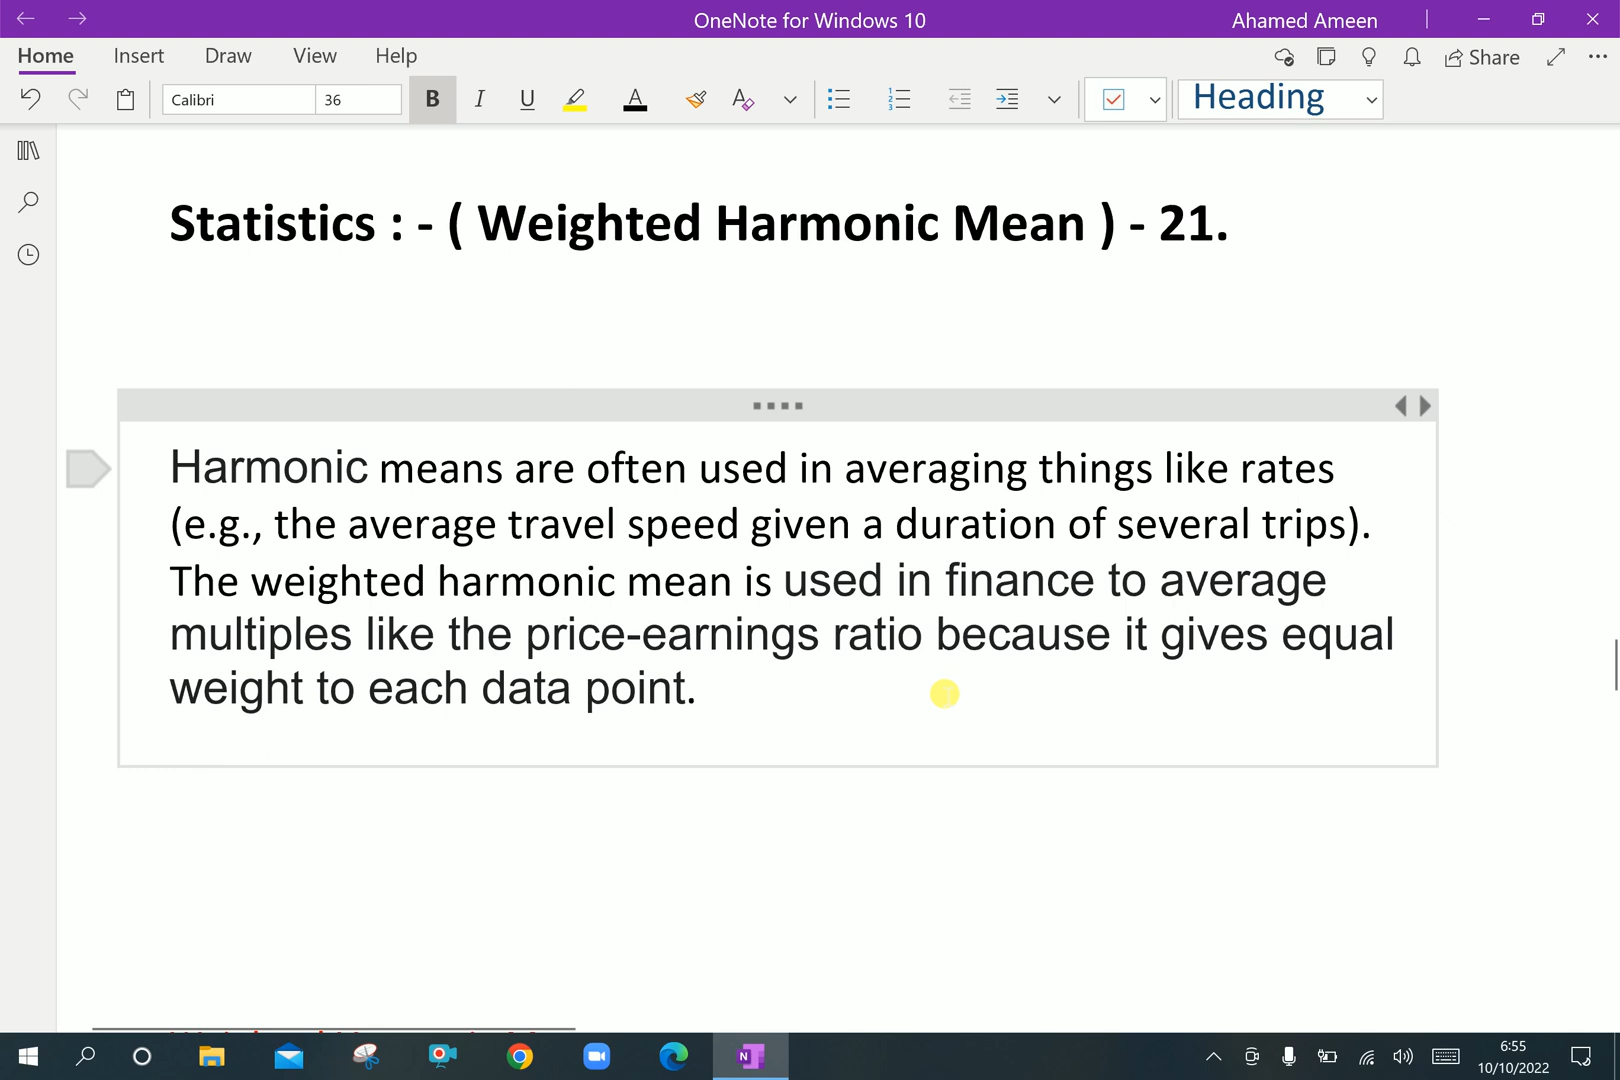 OneNote for Windows 10
Ahamed Ameen
Home Insert Draw View Help
Share
Calibri 36 B I U A A Heading
Statistics : - ( Weighted Harmonic Mean ) - 21.
Harmonic means are often used in averaging things like rates
(e.g., the average travel speed given a duration of several trips).
The weighted harmonic mean is used in finance to average
multiples like the price-earnings ratio because it gives equal
weight to each data point.
6:55
10/10/2022